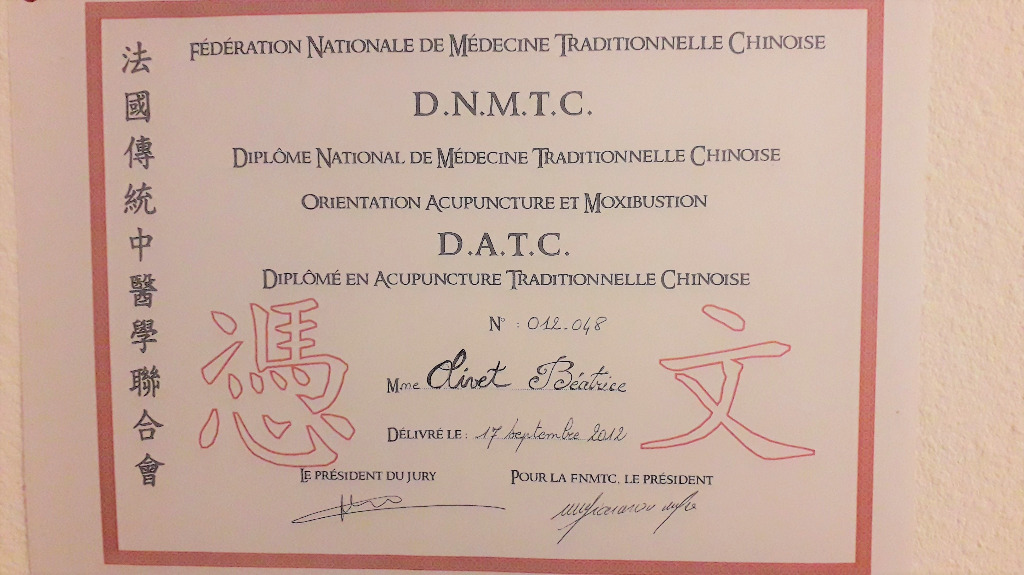 法國傳統中醫學聯合會
Fédération Nationale de Médecine Traditionnelle Chinoise
D.N.M.T.C.
Diplôme National de Médecine Traditionnelle Chinoise
Orientation Acupuncture et Moxibustion
D.A.T.C.
Diplômé en Acupuncture Traditionnelle Chinoise
N° : 012-048
Mme Olivet Béatrice
Délivré le : 17 septembre 2012
憑 文
Le Président du Jury Pour la FNMTC, le Président